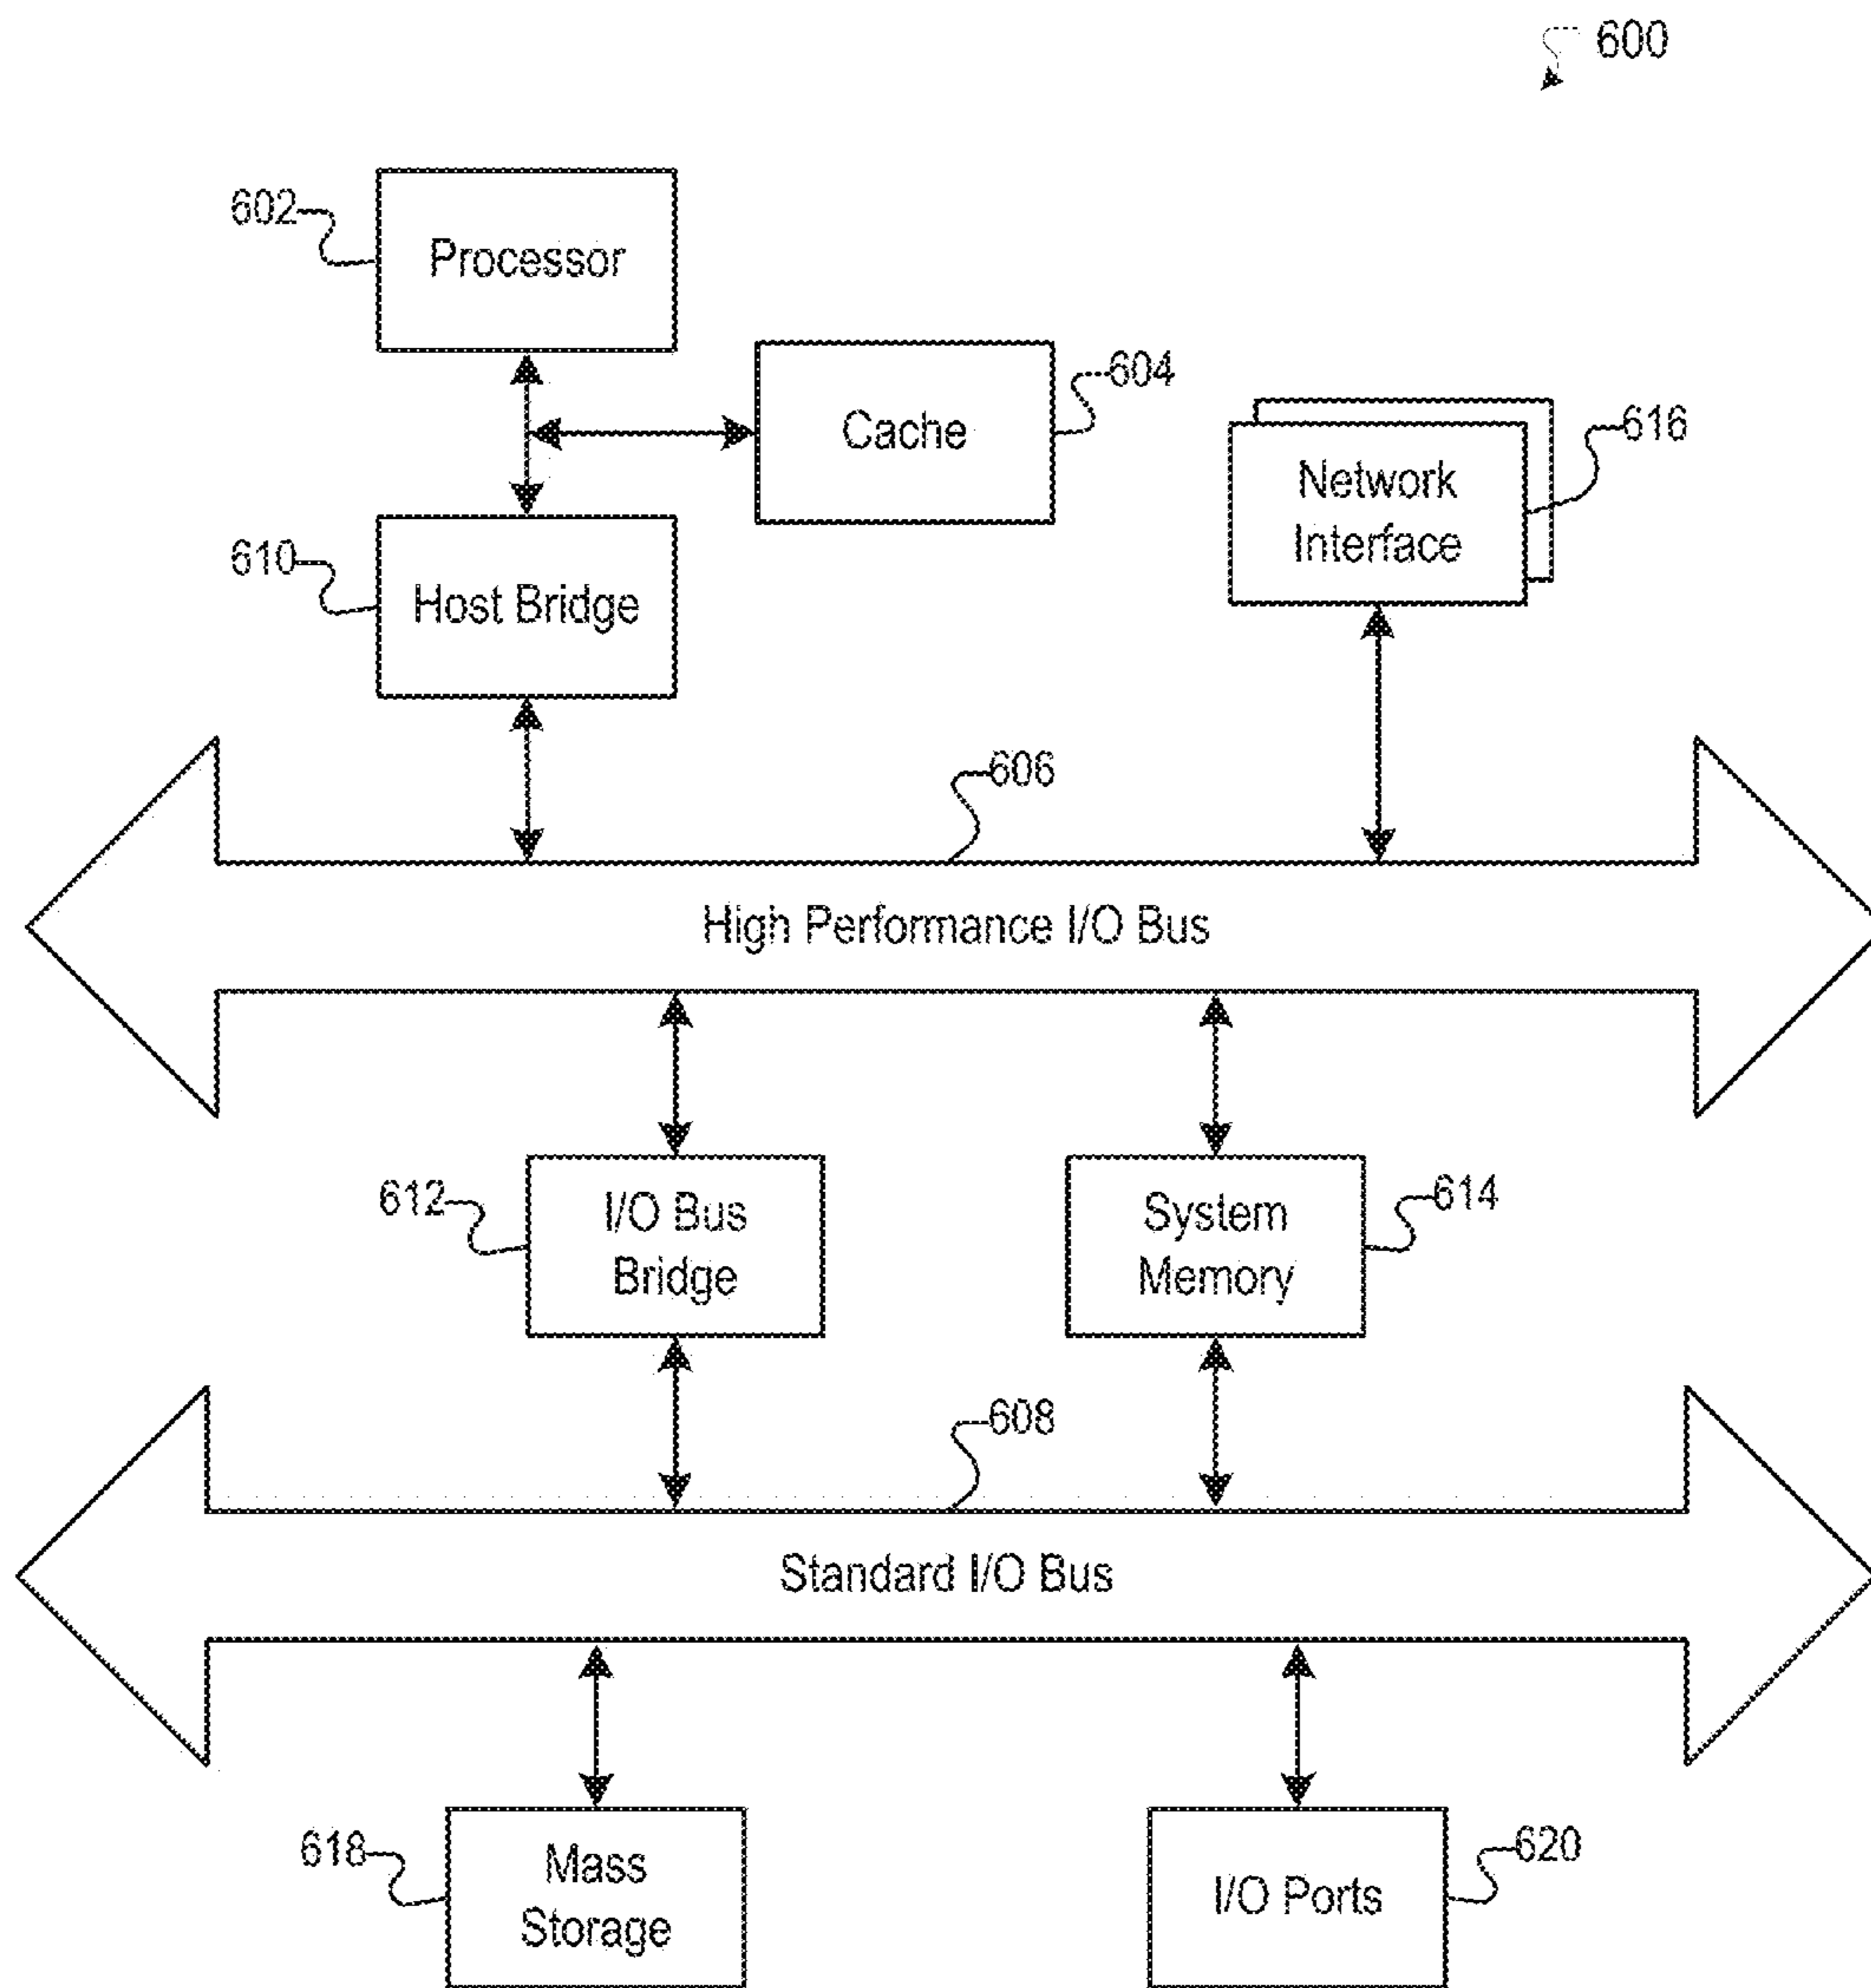 600
602
Processor
604
Cache
616
Network
Interface
610
Host Bridge
606
High Performance I/O Bus
612
I/O Bus
Bridge
614
System
Memory
608
Standard I/O Bus
618
Mass
Storage
620
I/O Ports